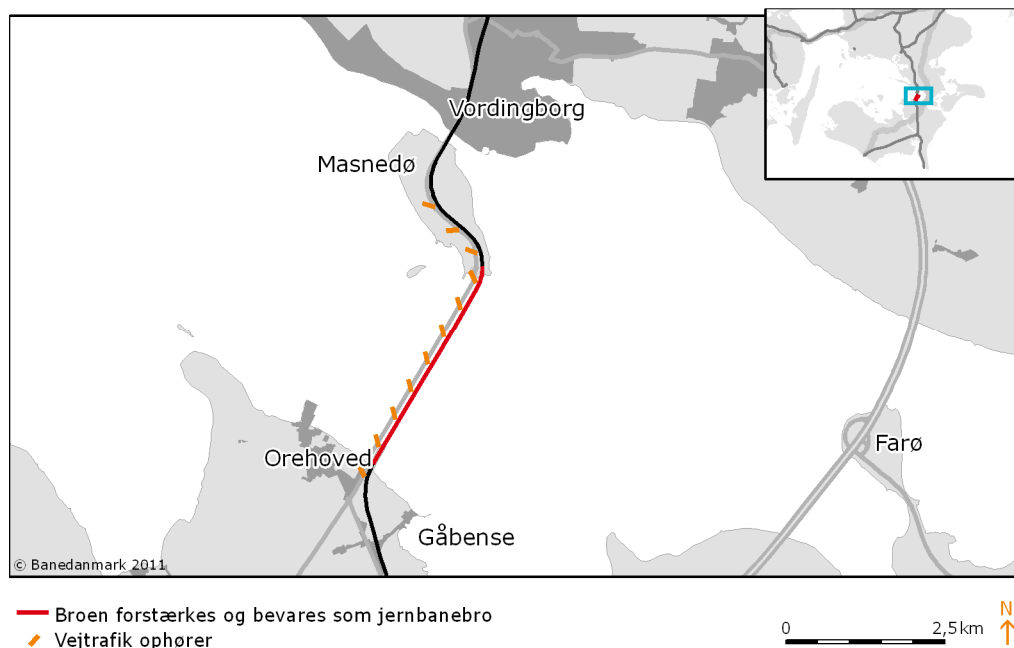 Vordingborg
Masnedø
Orehoved
Farø
Gåbense
© Banedanmark 2011
Broen forstærkes og bevares som jernbanebro
Vejtrafik ophører
0 2,5 km
N